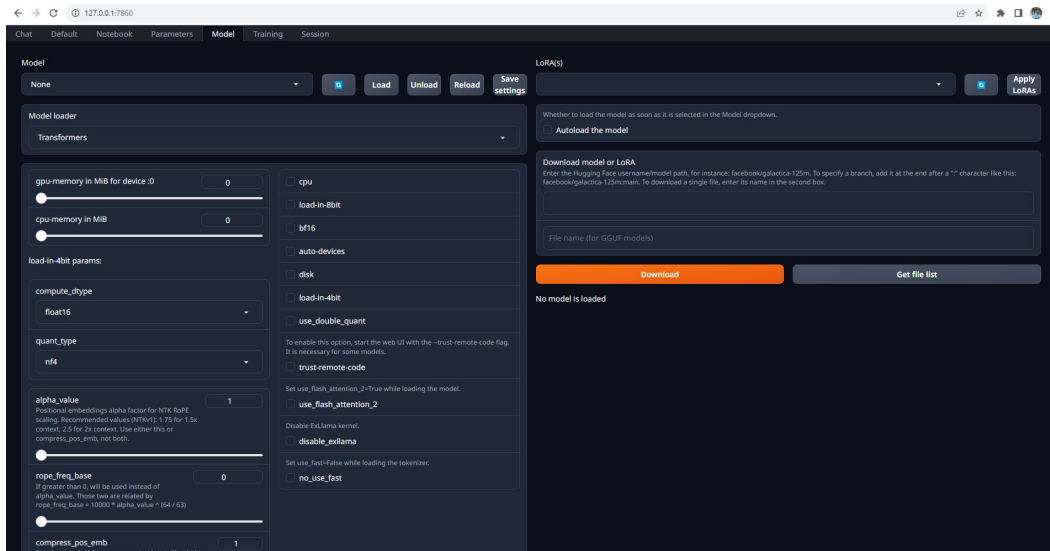 127.0.0.1:7860
Chat Default Notebook Parameters Model Training Session
Model
None
Load Unload Reload Save settings
Model loader
Transformers
gpu-memory in MiB for device :0
0
cpu-memory in MiB
0
load-in-4bit params:
compute_dtype
float16
quant_type
nf4
alpha_value
1
Positional embeddings alpha factor for NTK RoPE
scaling. Recommended values (NTKv1): 1.75 for 1.5x
context, 2.5 for 2x context. Use either this or
compress_pos_emb, not both.
rope_freq_base
0
If greater than 0, will be used instead of
alpha_value. Those two are related by
rope_freq_base = 10000 * alpha_value ^ (64 / 63)
compress_pos_emb
1
cpu
load-in-8bit
bf16
auto-devices
disk
load-in-4bit
use_double_quant
To enable this option, start the web UI with the --trust-remote-code flag.
It is necessary for some models.
trust-remote-code
Set use_flash_attention_2=True while loading the model.
use_flash_attention_2
Disable ExLlama kernel.
disable_exllama
Set use_fast=False while loading the tokenizer.
no_use_fast
LoRA(s)
Apply
LoRAs
Whether to load the model as soon as it is selected in the Model dropdown.
Autoload the model
Download model or LoRA
Enter the Hugging Face username/model path, for instance: facebook/galactica-125m. To specify a branch, add it at the end after a ":" character like this:
facebook/galactica-125m:main. To download a single file, enter its name in the second box.
File name (for GGUF models)
Download
Get file list
No model is loaded